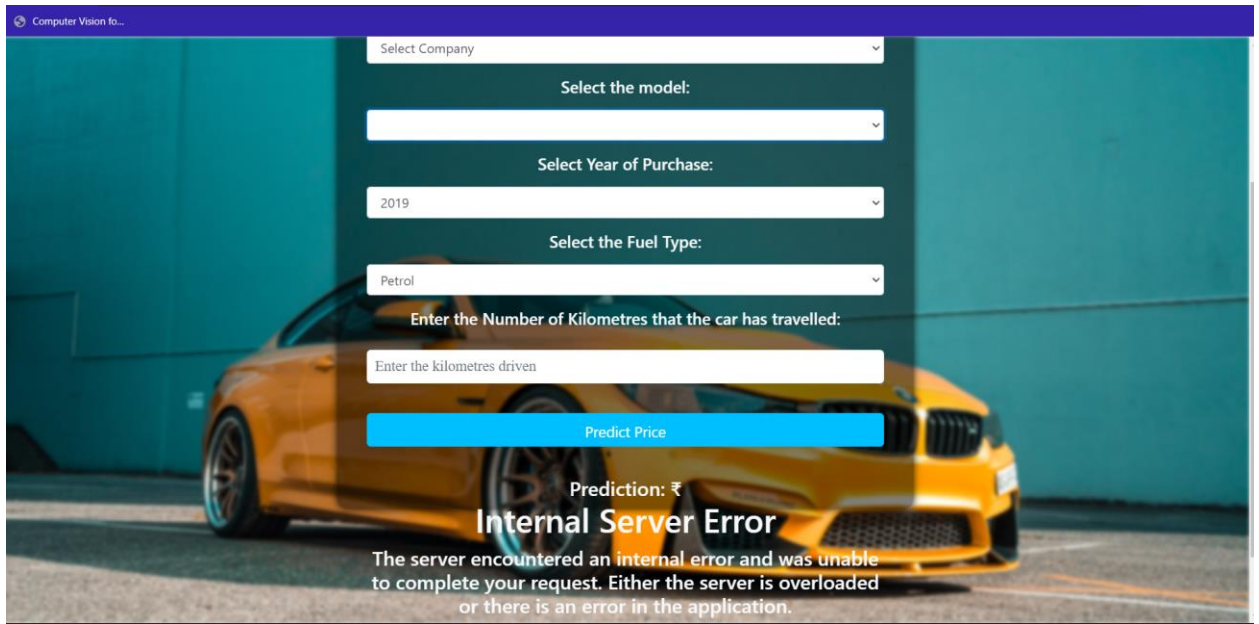 Computer Vision fo...
Select Company
Select the model:
Select Year of Purchase:
2019
Select the Fuel Type:
Petrol
Enter the Number of Kilometres that the car has travelled:
Enter the kilometres driven
Predict Price
Prediction: ₹
Internal Server Error
The server encountered an internal error and was unable
to complete your request. Either the server is overloaded
or there is an error in the application.